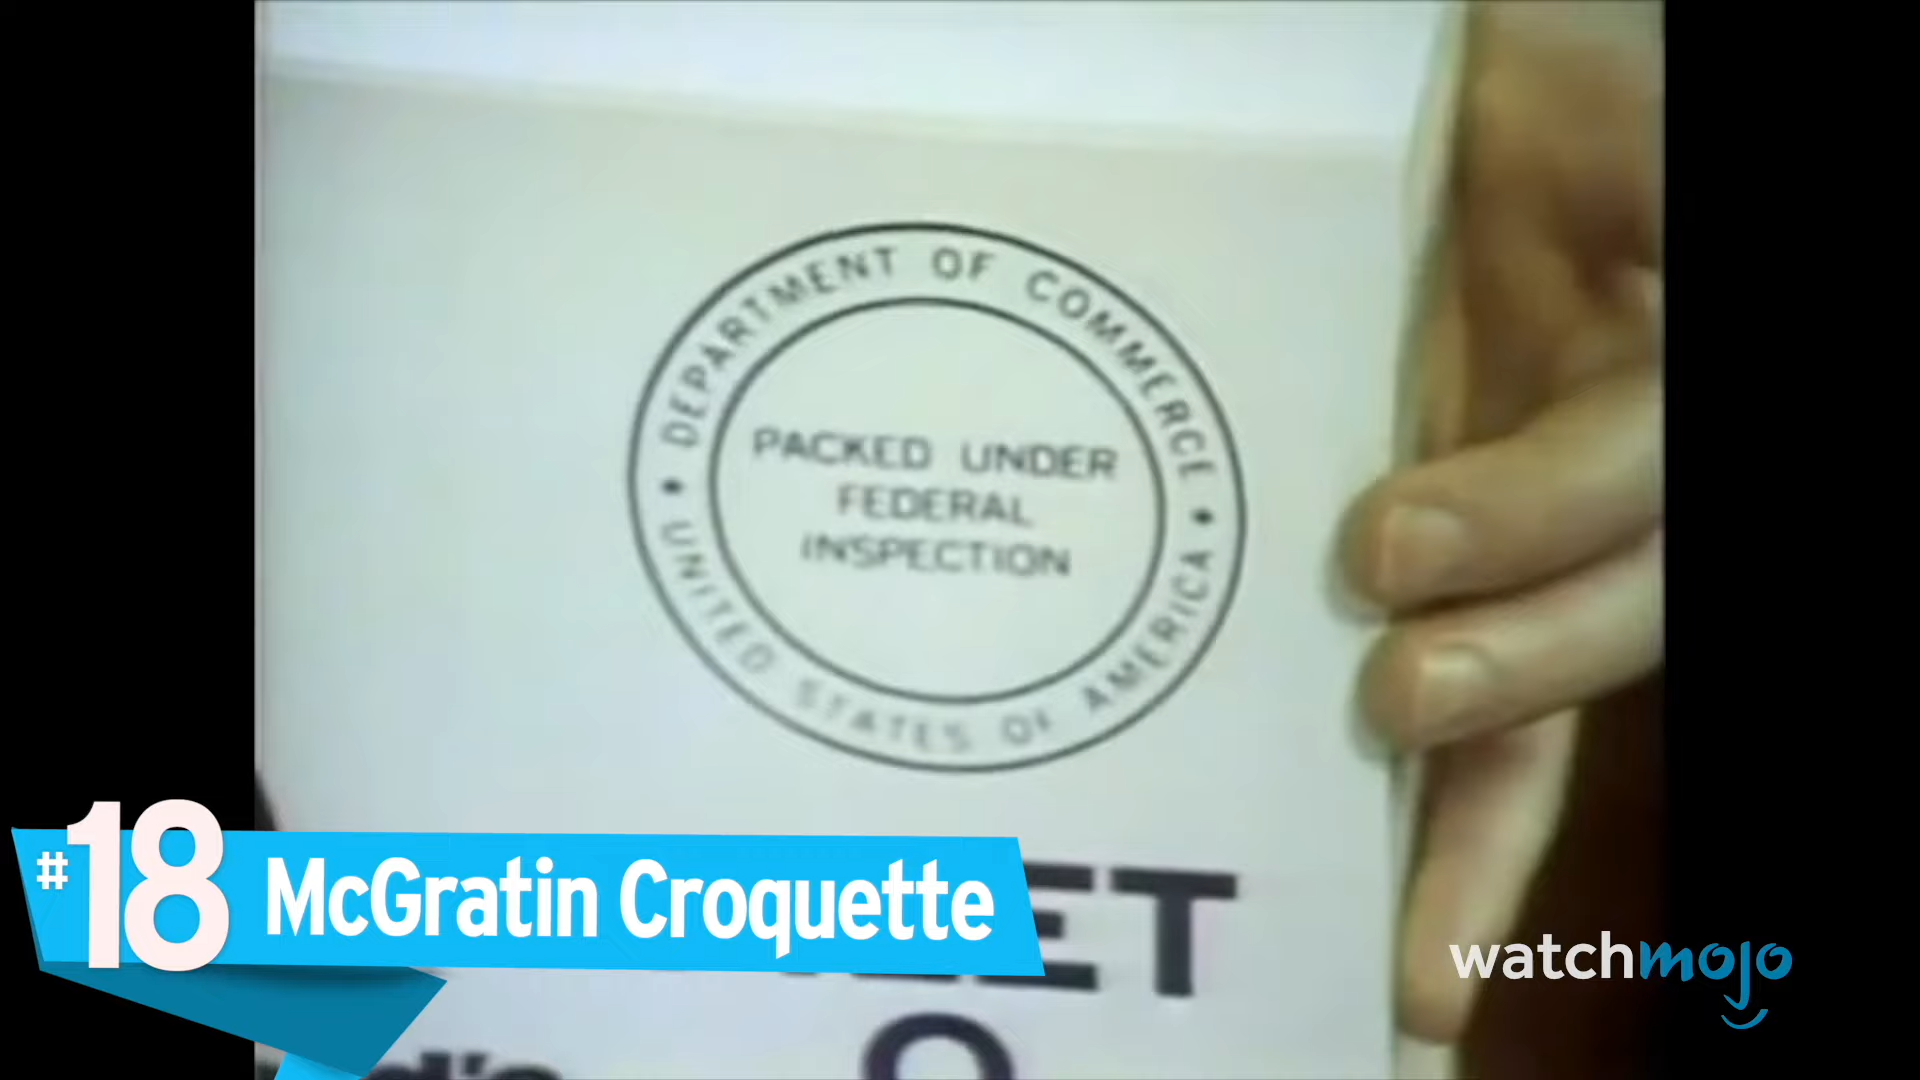 DEPARTMENT OF COMMERCE
PACKED UNDER
FEDERAL
INSPECTION
UNITED STATES OF AMERICA
#18 McGratin Croquette
watchmojo